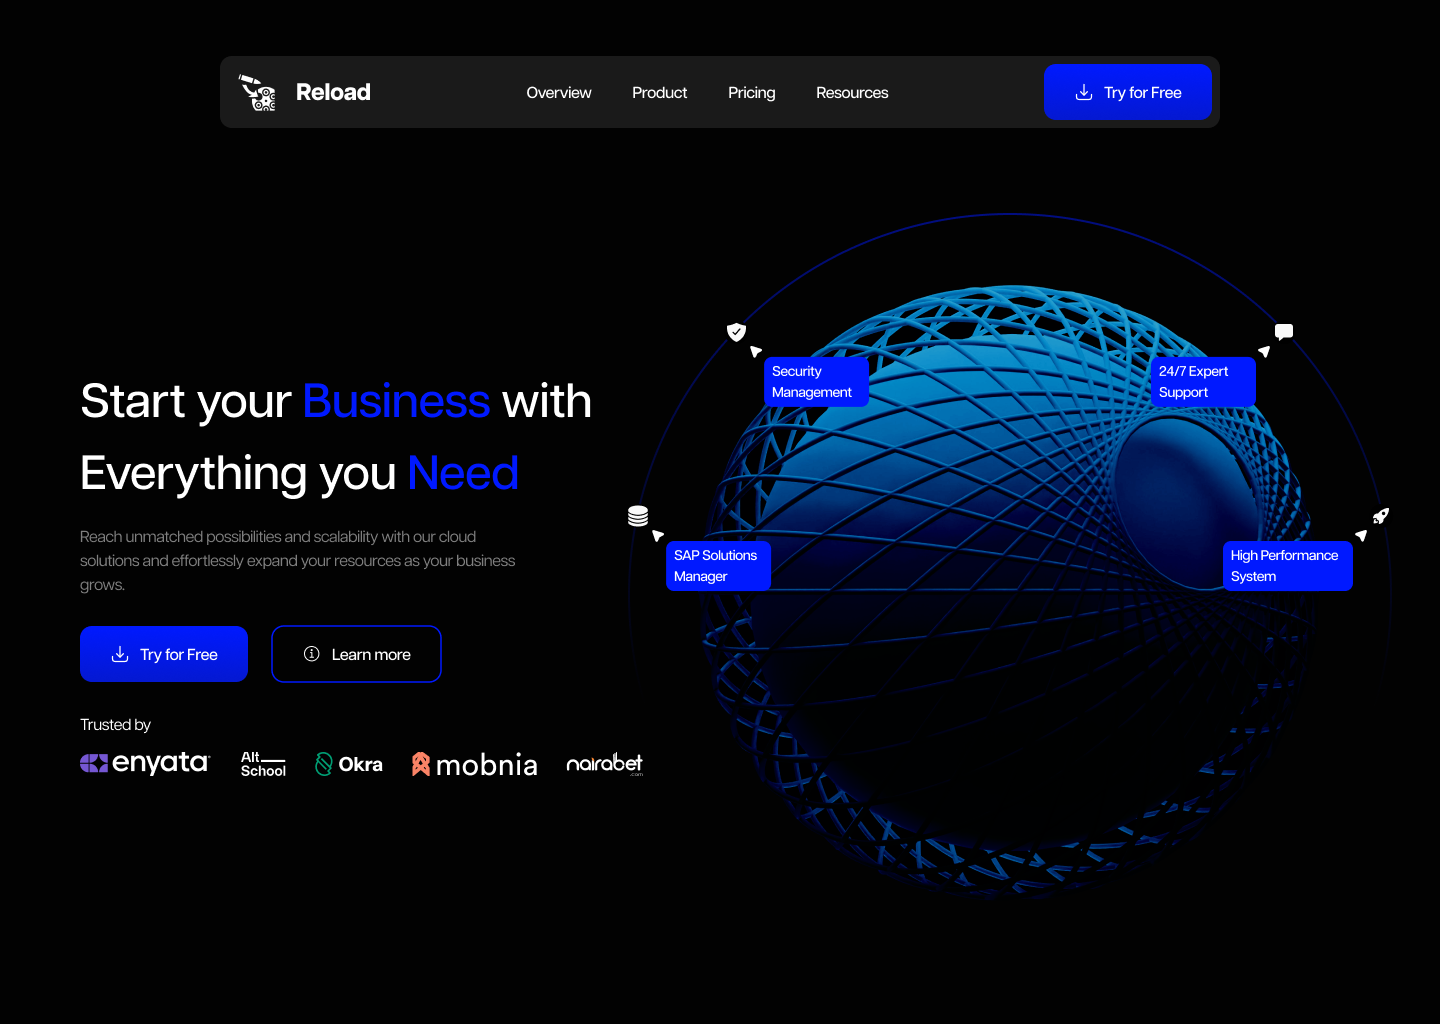 Reload
Overview
Product
Pricing
Resources
Try for Free
Start your Business with
Everything you Need
Reach unmatched possibilities and scalability with our cloud
solutions and effortlessly expand your resources as your business
grows.
Try for Free
Learn more
Trusted by
enyata
Alt
School
Okra
mobnia
nairabet
.com
Security
Management
24/7 Expert
Support
SAP Solutions
Manager
High Performance
System